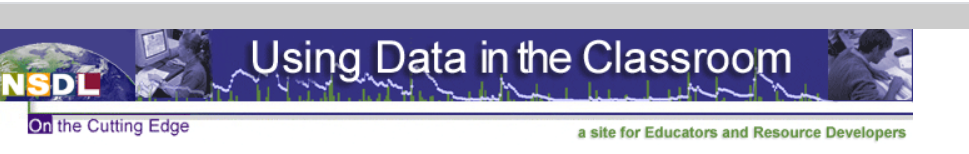 Using Data in the Classroom
NSDL
On the Cutting Edge
a site for Educators and Resource Developers